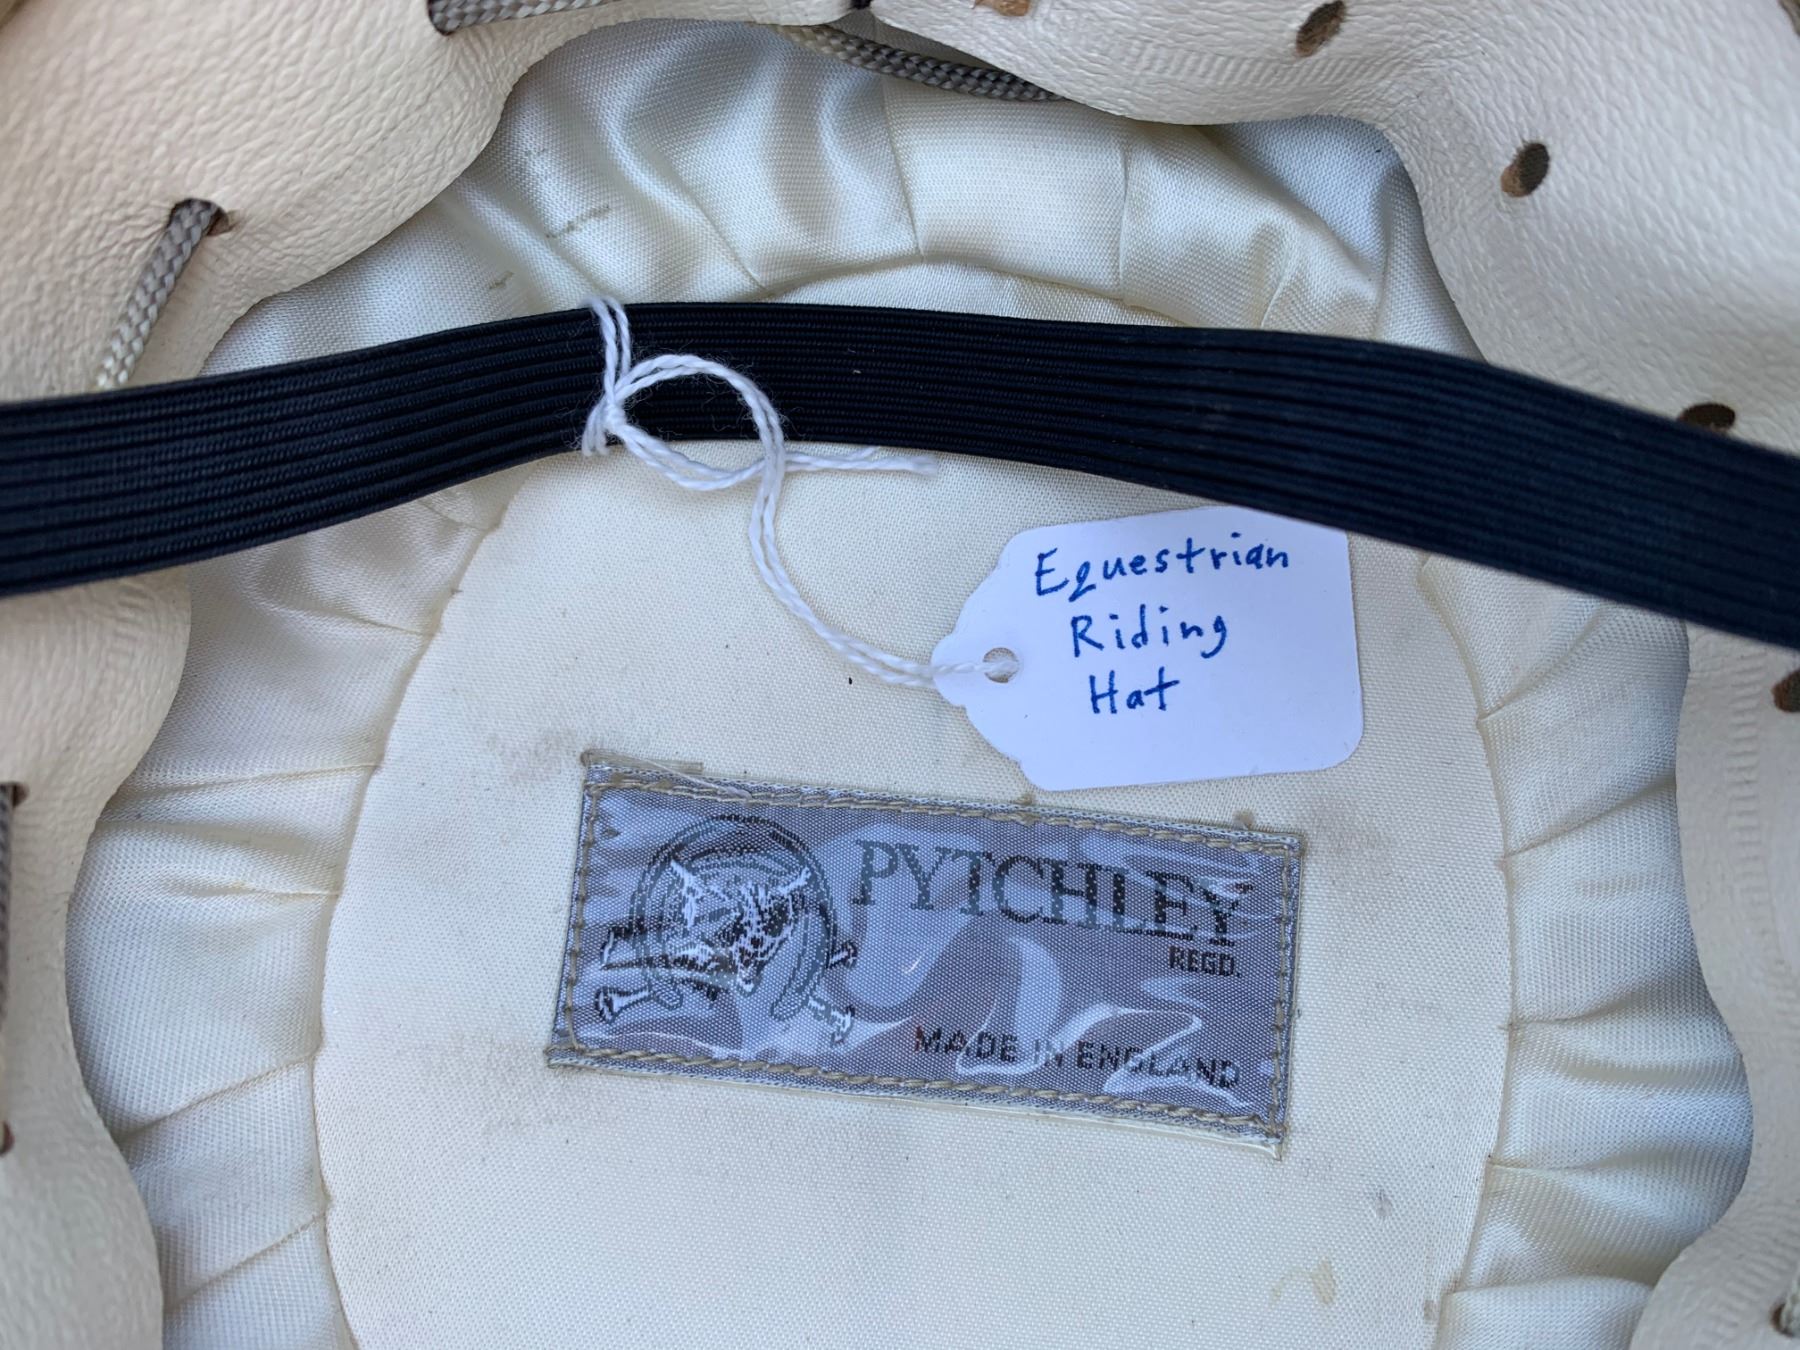 Equestrian
Riding
Hat
PYTCHLEY
REGD.
MADE IN ENGLAND